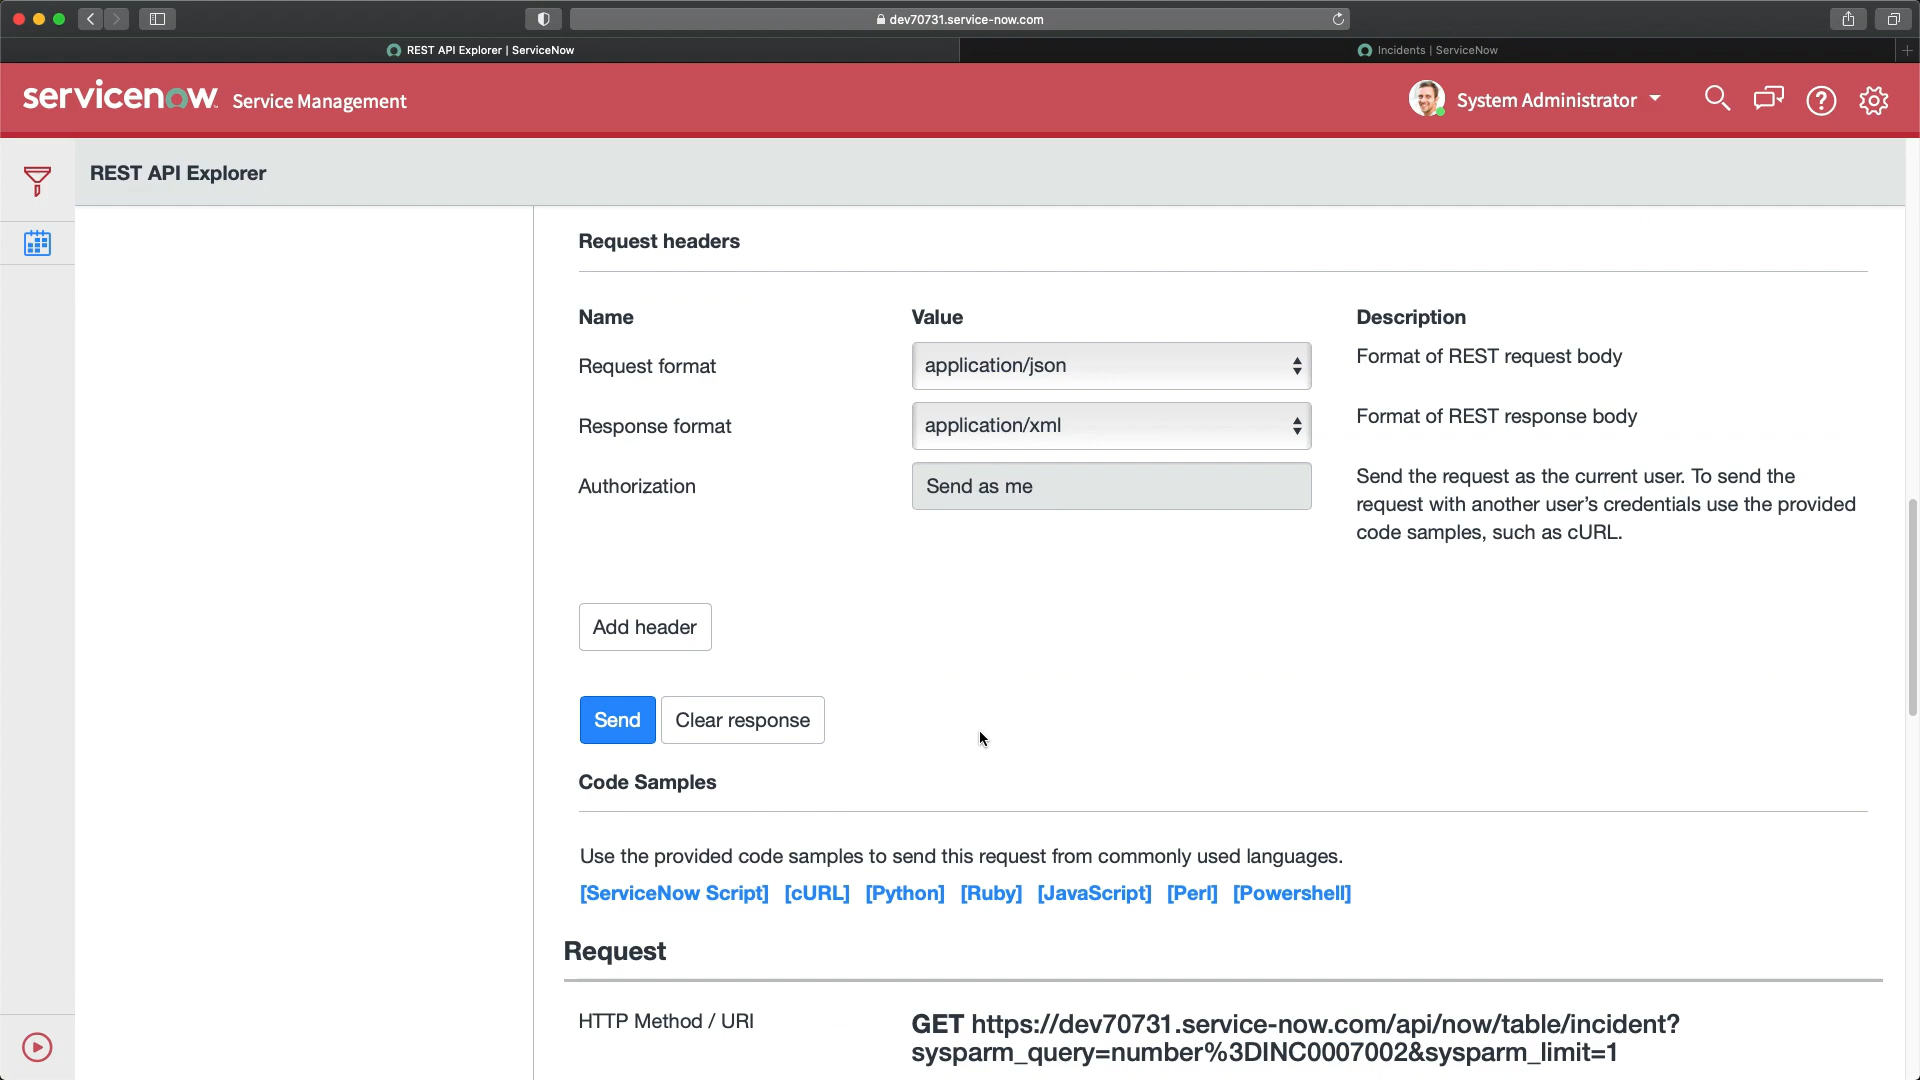 dev70731.service-now.com
REST API Explorer | ServiceNow
Incidents | ServiceNow
servicenow Service Management
System Administrator
REST API Explorer
Request headers
Name Value Description
Request format application/json Format of REST request body
Response format application/xml Format of REST response body
Authorization Send as me Send the request as the current user. To send the
request with another user’s credentials use the provided
code samples, such as cURL.
Add header
Send Clear response
Code Samples
Use the provided code samples to send this request from commonly used languages.
[ServiceNow Script] [cURL] [Python] [Ruby] [JavaScript] [Perl] [Powershell]
Request
HTTP Method / URI GET https://dev70731.service-now.com/api/now/table/incident?
sysparm_query=number%3DINC0007002&sysparm_limit=1